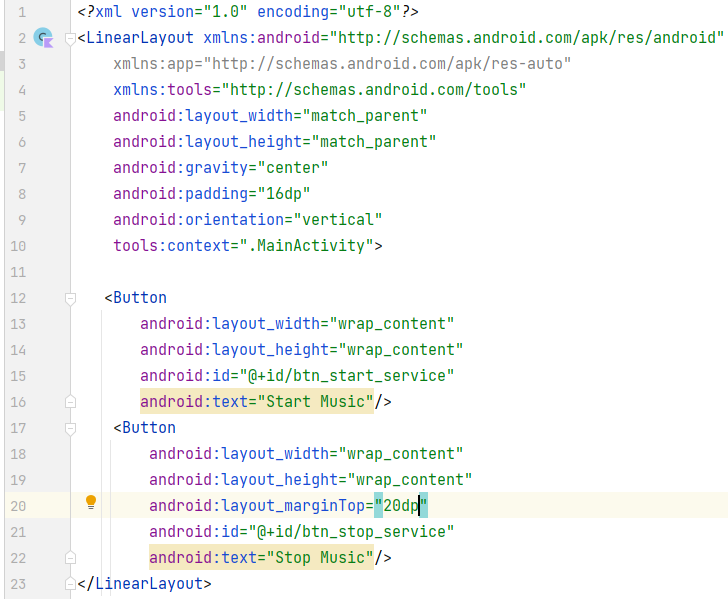 1 <?xml version="1.0" encoding="utf-8"?>
2 <LinearLayout xmlns:android="http://schemas.android.com/apk/res/android"
3     xmlns:app="http://schemas.android.com/apk/res-auto"
4     xmlns:tools="http://schemas.android.com/tools"
5     android:layout_width="match_parent"
6     android:layout_height="match_parent"
7     android:gravity="center"
8     android:padding="16dp"
9     android:orientation="vertical"
10     tools:context=".MainActivity">
11
12    <Button
13        android:layout_width="wrap_content"
14        android:layout_height="wrap_content"
15        android:id="@+id/btn_start_service"
16        android:text="Start Music"/>
17     <Button
18         android:layout_width="wrap_content"
19         android:layout_height="wrap_content"
20         android:layout_marginTop="20dp"
21         android:id="@+id/btn_stop_service"
22         android:text="Stop Music"/>
23 </LinearLayout>